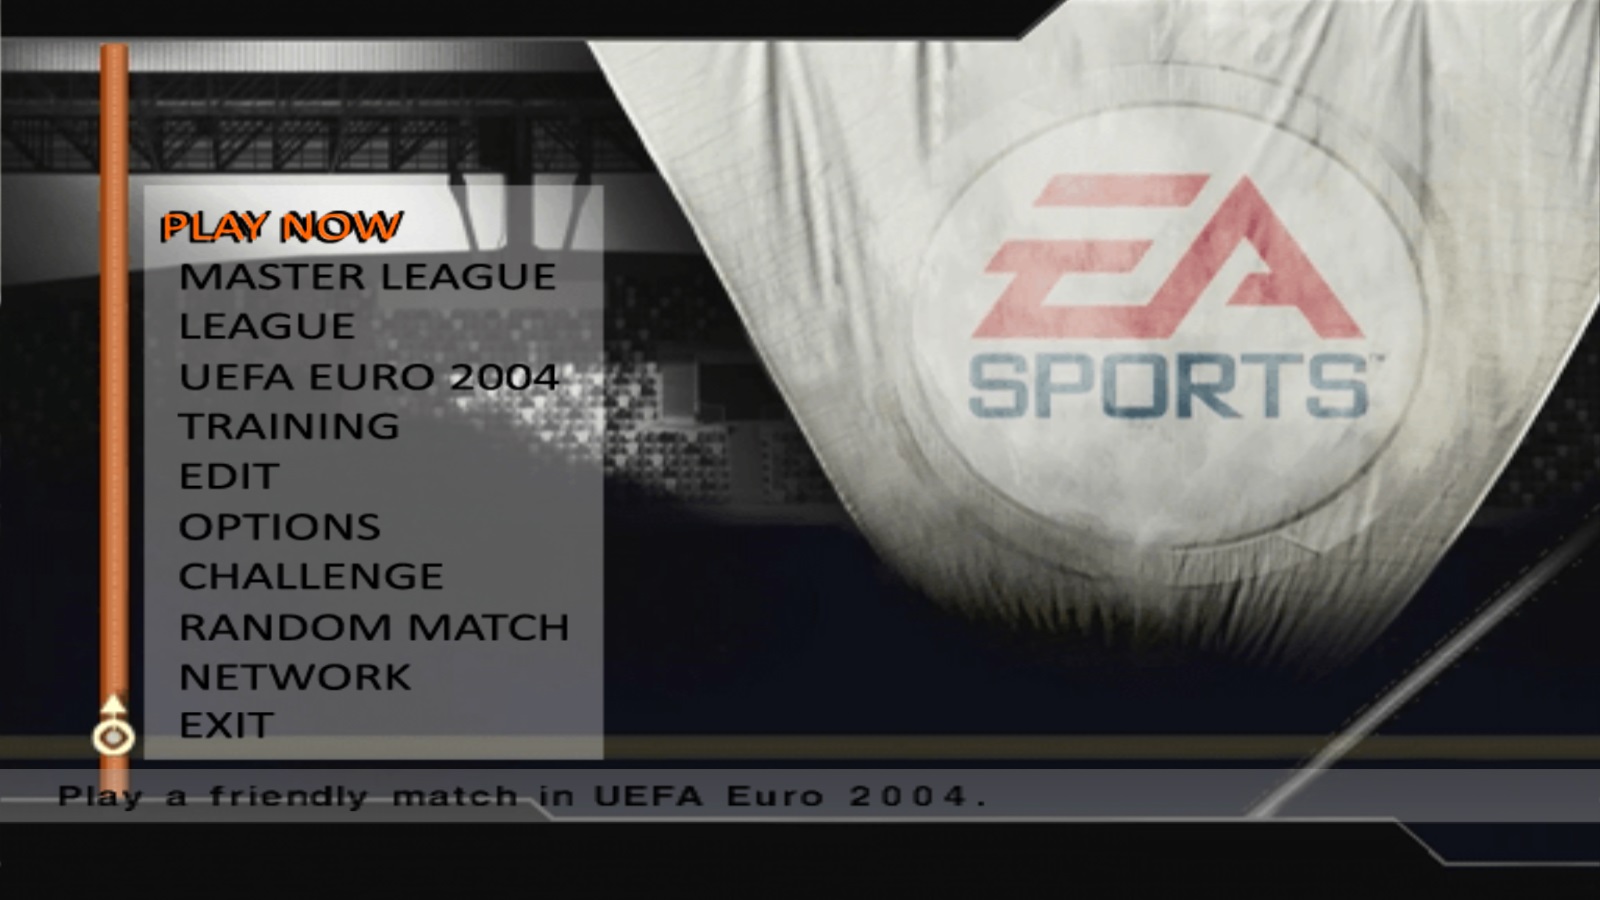 EA
SPORTS™
PLAY NOW
MASTER LEAGUE
LEAGUE
UEFA EURO 2004
TRAINING
EDIT
OPTIONS
CHALLENGE
RANDOM MATCH
NETWORK
EXIT
Play a friendly match in UEFA Euro 2004.